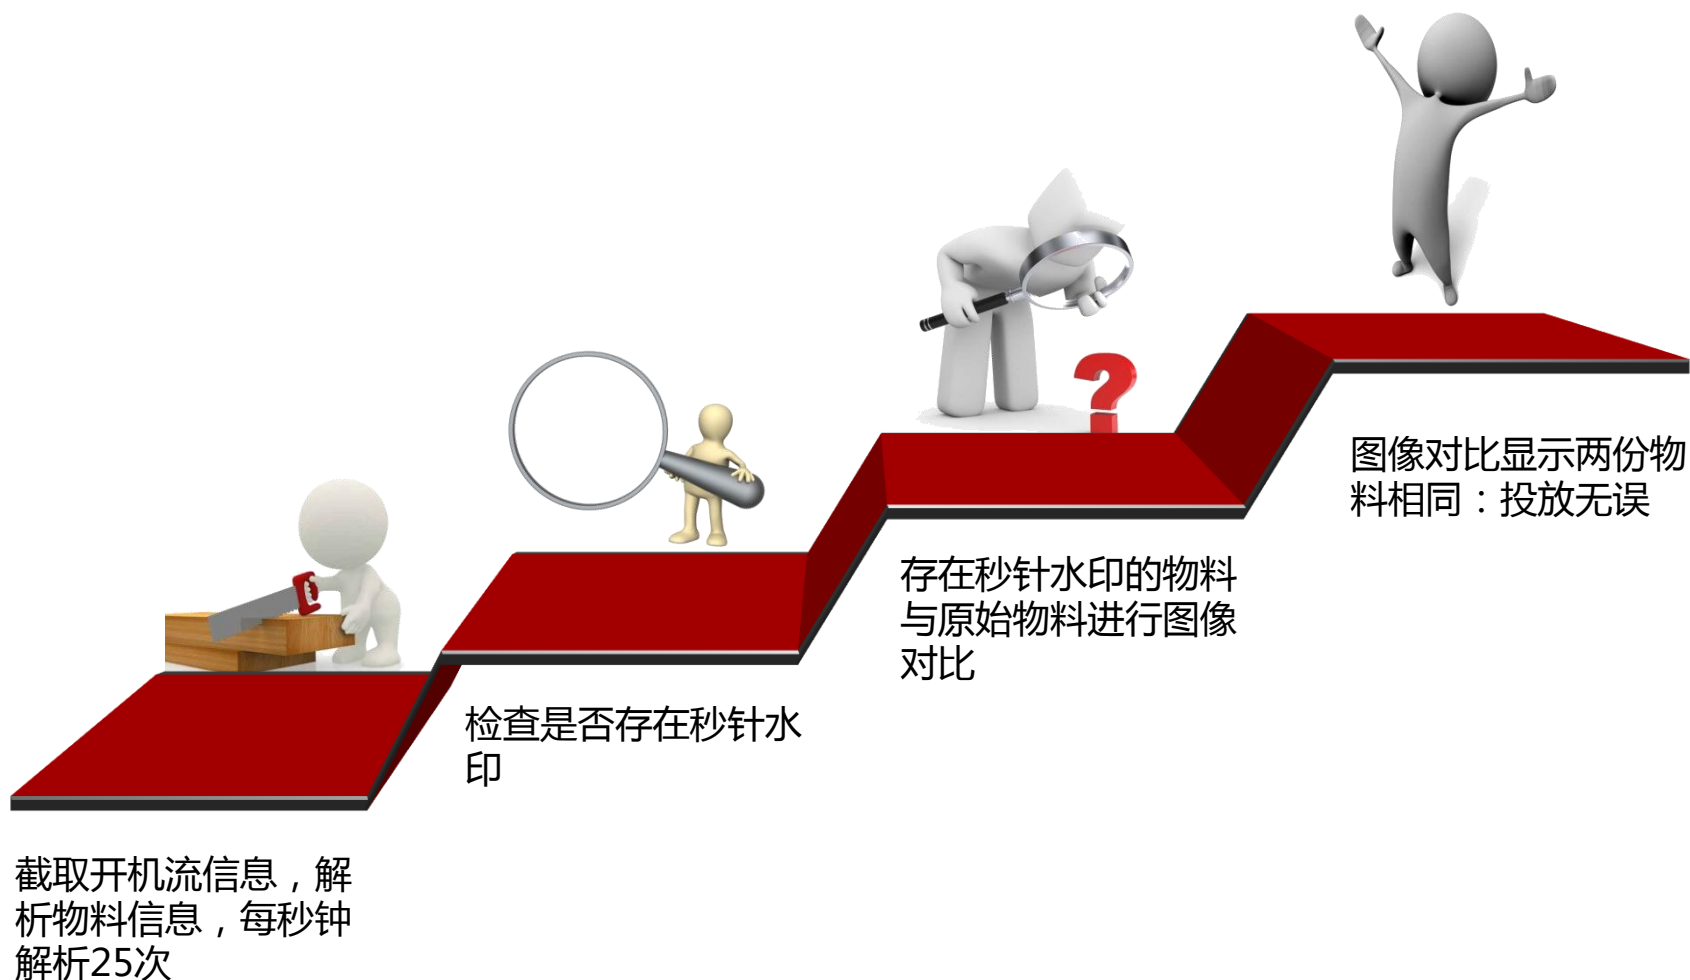 截取开机流信息，解
析物料信息，每秒钟
解析25次
检查是否存在秒针水
印
存在秒针水印的物料
与原始物料进行图像
对比
图像对比显示两份物
料相同：投放无误